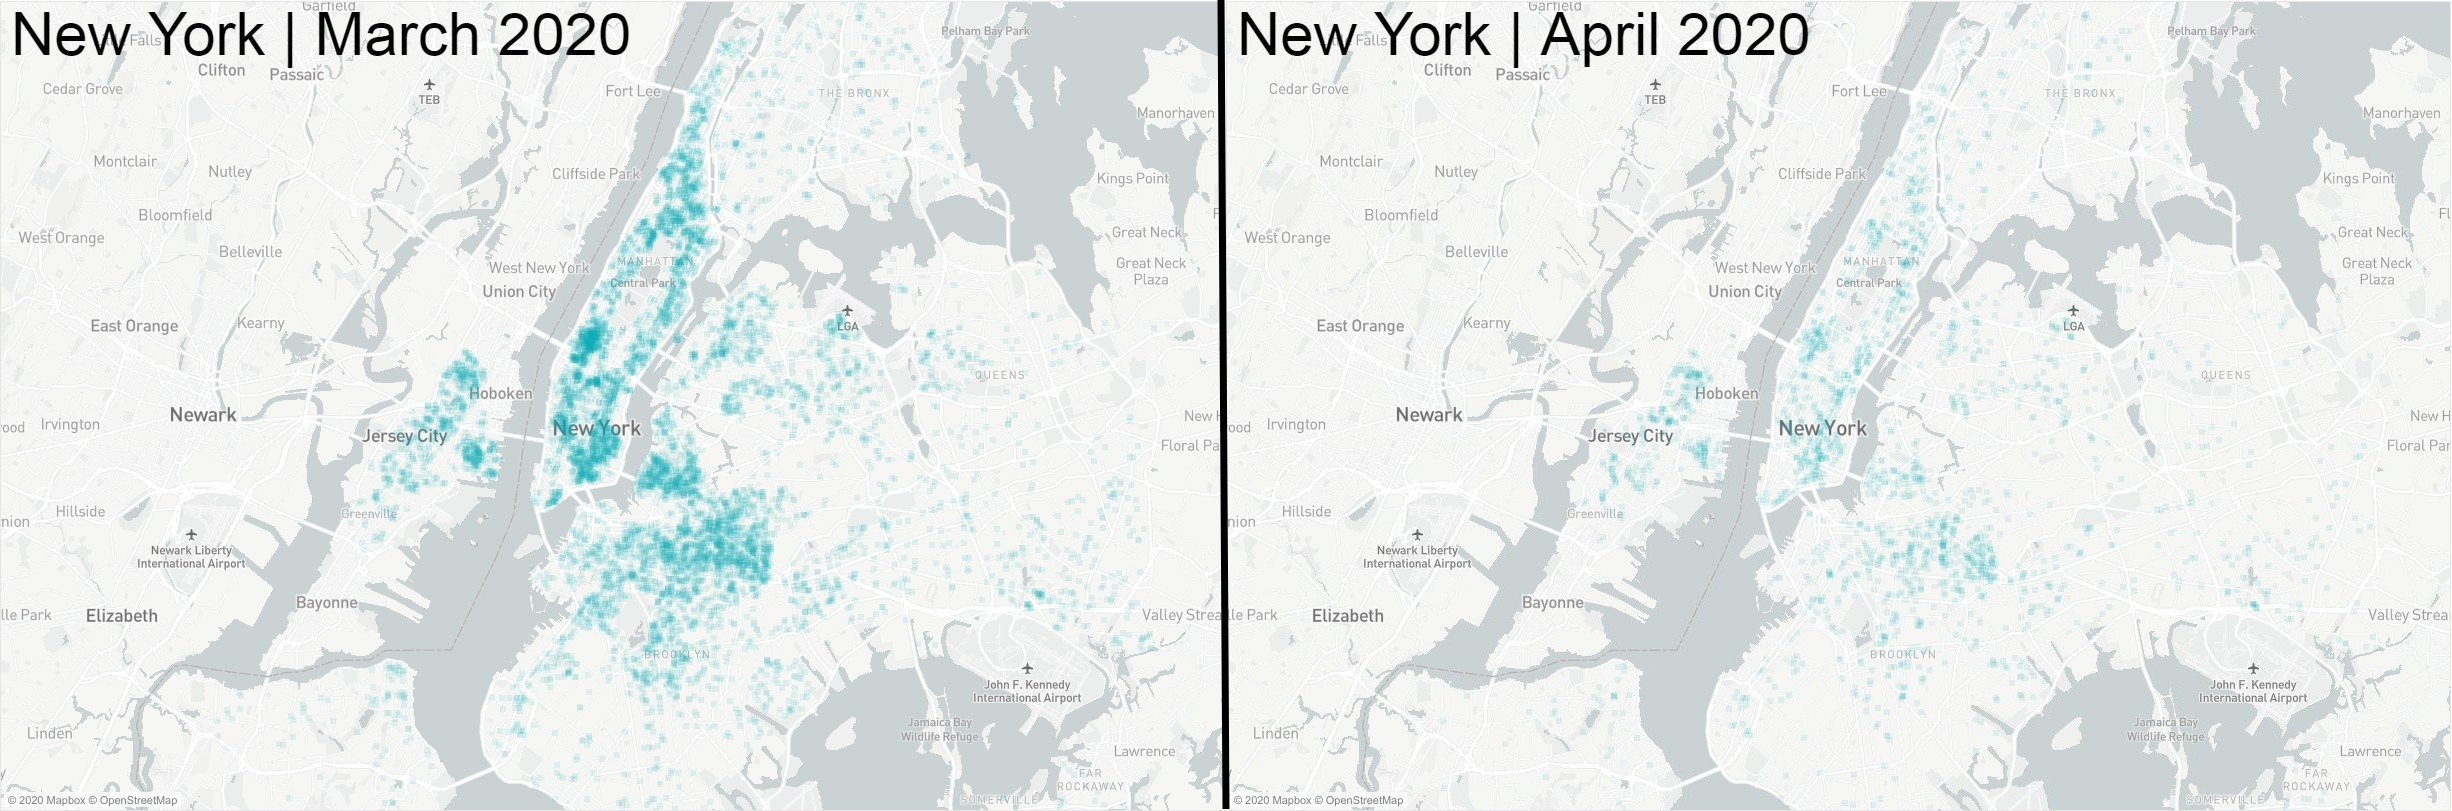 New York | March 2020
Garfield
Falls
Clifton
Passaic
Cedar Grove
TEB
Fort Lee
Pelham Bay Park
THE BRONX
Manorhaven
Montclair
Nutley
Cliffside Park
Kings Point
Bloomfield
West Orange
Belleville
Great Neck
MANHATTAN
West New York
Central Park
Great Neck
Plaza
Union City
East Orange
Kearny
LGA
QUEENS
Hoboken
Newark
New H
ood
Irvington
Jersey City
New York
Floral Pa
Hillside
Greenville
nion
Newark Liberty
International Airport
Bayonne
lle Park
Elizabeth
Valley Strea
BROOKLYN
John F. Kennedy
International Airport
Jamaica Bay
Wildlife Refuge
Linden
Lawrence
FAR
ROCKAWAY
SOMERVILLE
© 2020 Mapbox © OpenStreetMap
New York | April 2020
Garfield
Falls
Clifton
Passaic
Cedar Grove
TEB
Fort Lee
Pelham Bay Park
THE BRONX
Manorhaven
Montclair
Nutley
Cliffside Park
Kings Point
Bloomfield
West Orange
Belleville
Great Neck
MANHATTAN
West New York
Central Park
Great Neck
Plaza
Union City
East Orange
Kearny
LGA
QUEENS
Hoboken
Newark
New H
ood
Irvington
Jersey City
New York
Floral Par
Hillside
Greenville
nion
Newark Liberty
International Airport
Bayonne
lle Park
Elizabeth
Valley Strea
BROOKLYN
John F. Kennedy
International Airport
Jamaica Bay
Wildlife Refuge
Linden
Lawrence
FAR
ROCKAWAY
SOMERVILLE
© 2020 Mapbox © OpenStreetMap